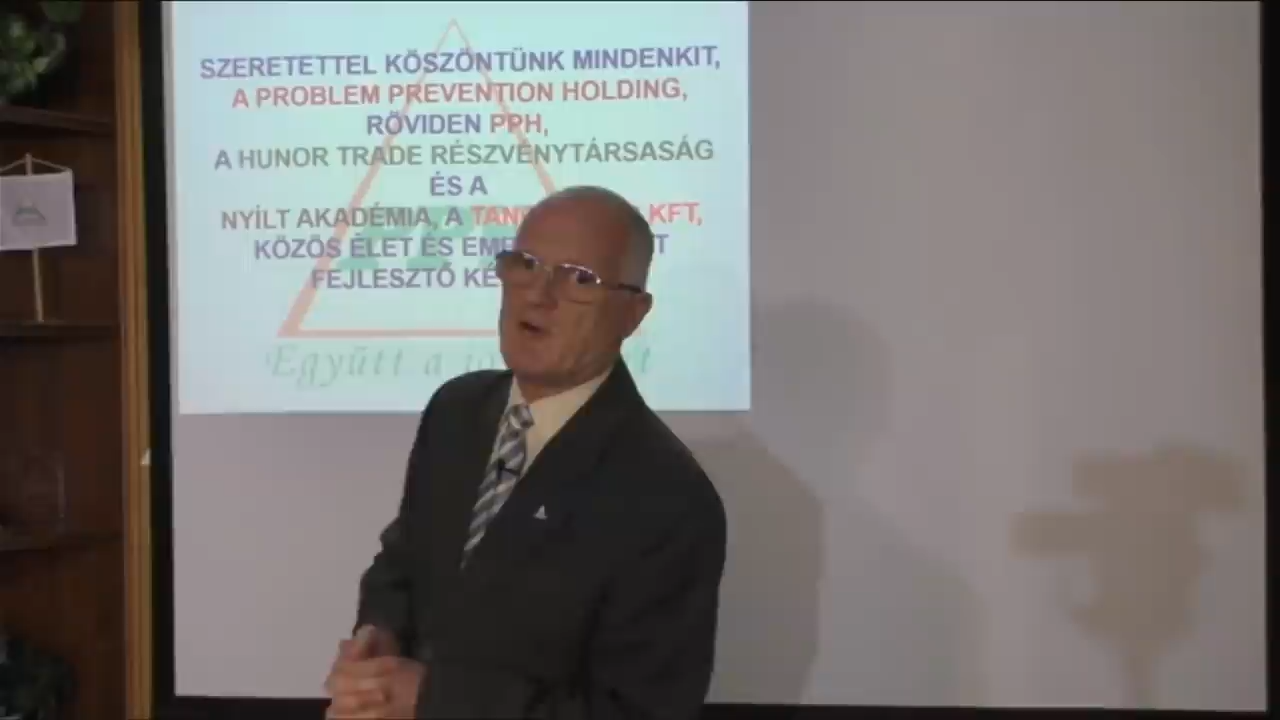 SZERETETTEL KÖSZÖNTÜNK MINDENKIT,
A PROBLEM PREVENTION HOLDING,
RÖVIDEN PPH,
A HUNOR TRADE RÉSZVÉNYTÁRSASÁG
ÉS A
NYÍLT AKADÉMIA, A KFT,
KÖZÖS ÉLET ÉS
FEJLESZTŐ
Együtt a